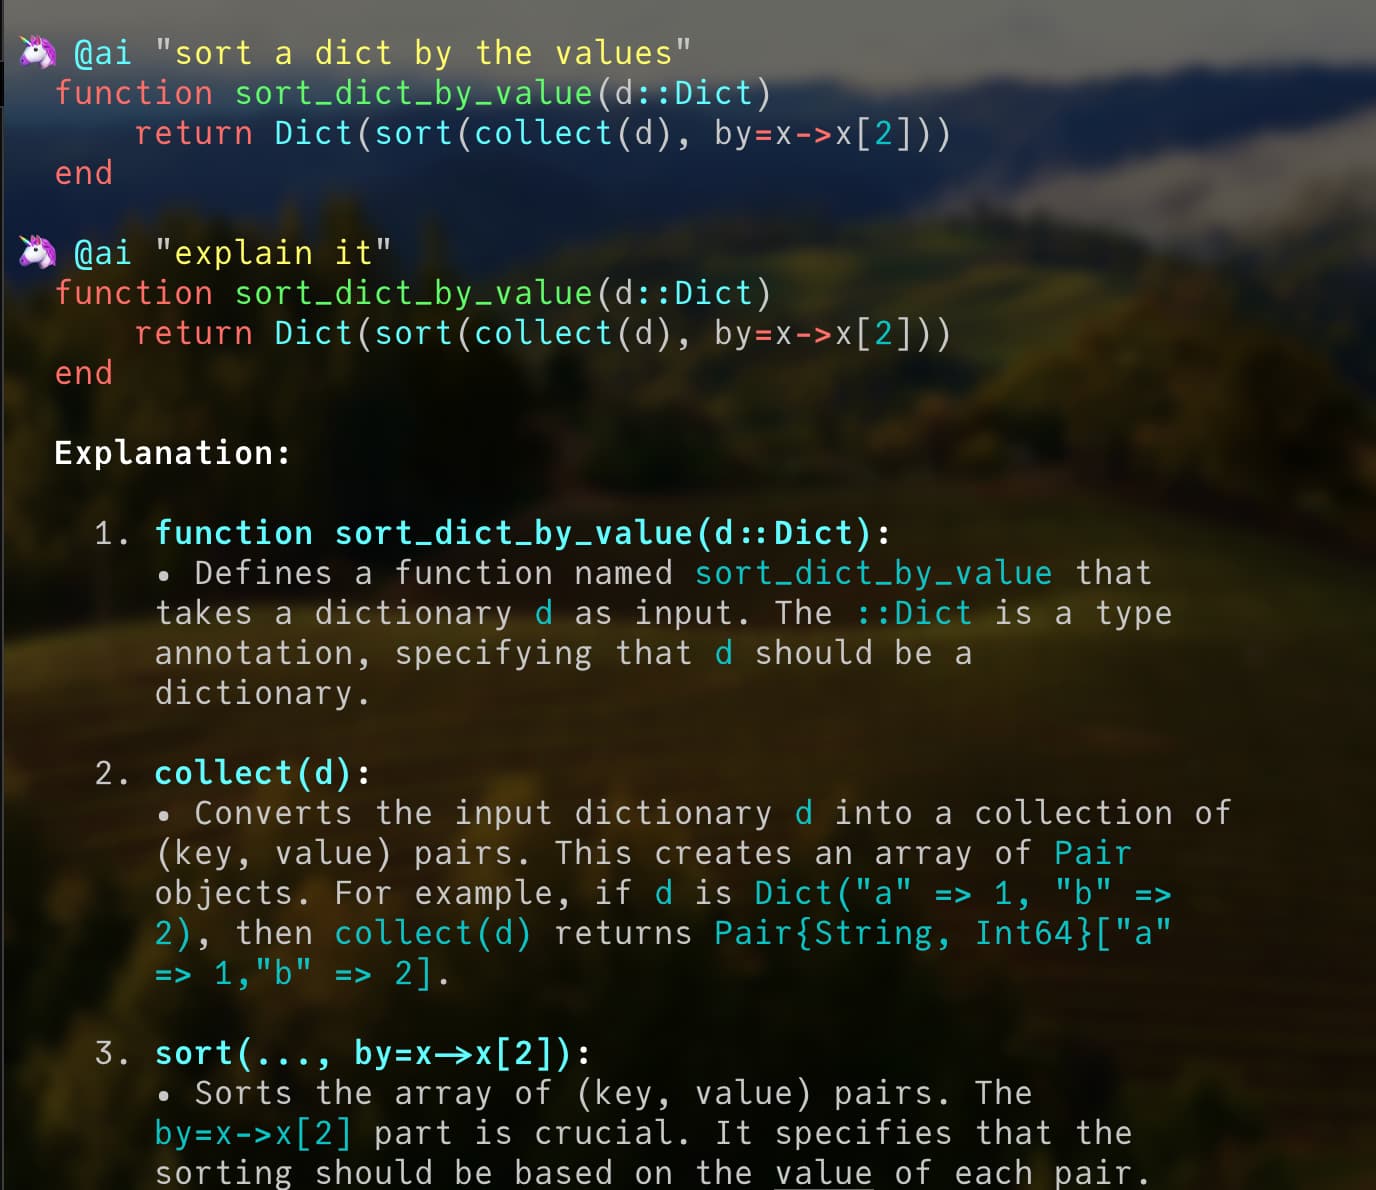 🦄 @ai "sort a dict by the values"
function sort_dict_by_value(d::Dict)
    return Dict(sort(collect(d), by=x->x[2]))
end

🦄 @ai "explain it"
function sort_dict_by_value(d::Dict)
    return Dict(sort(collect(d), by=x->x[2]))
end

Explanation:

1. function sort_dict_by_value(d::Dict):
• Defines a function named sort_dict_by_value that
takes a dictionary d as input. The ::Dict is a type
annotation, specifying that d should be a
dictionary.

2. collect(d):
• Converts the input dictionary d into a collection of
(key, value) pairs. This creates an array of Pair
objects. For example, if d is Dict("a" => 1, "b" =>
2), then collect(d) returns Pair{String, Int64}["a"
=> 1,"b" => 2].

3. sort(..., by=x->x[2]):
• Sorts the array of (key, value) pairs. The
by=x->x[2] part is crucial. It specifies that the
sorting should be based on the value of each pair.